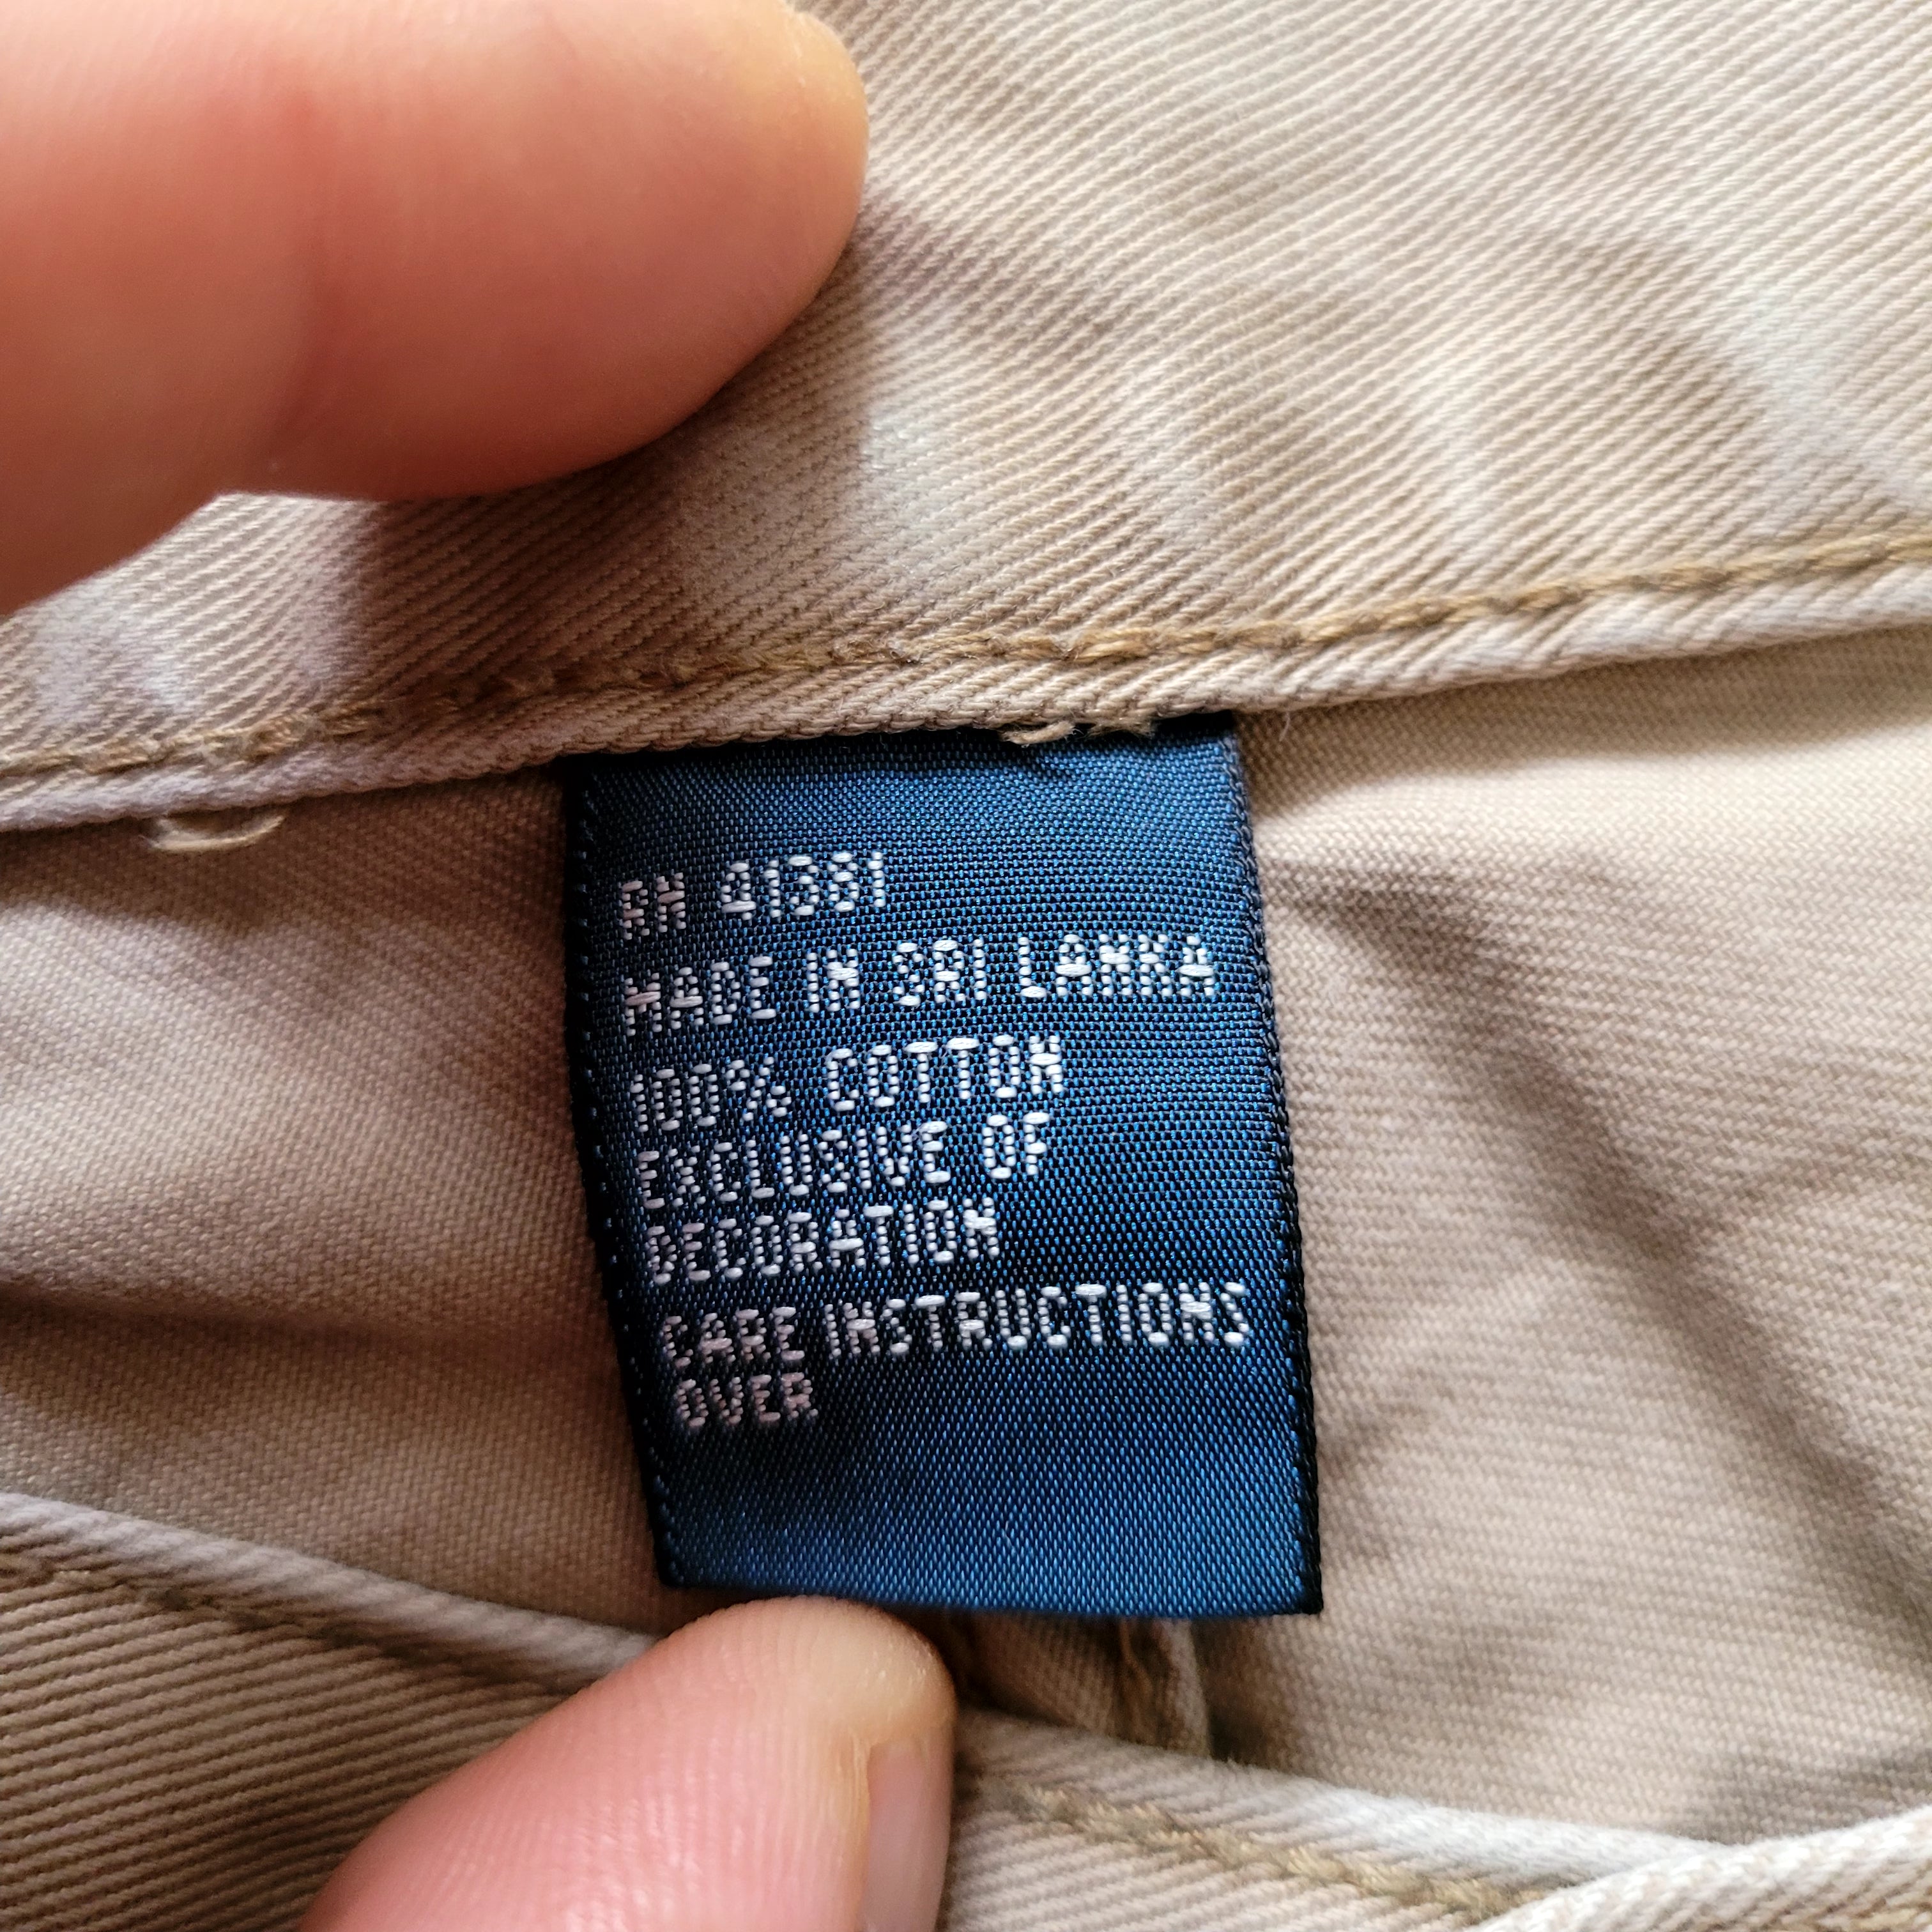 RN 41381
MADE IN SRI LANKA
100% COTTON
EXCLUSIVE OF
DECORATION
CARE INSTRUCTIONS
OVER